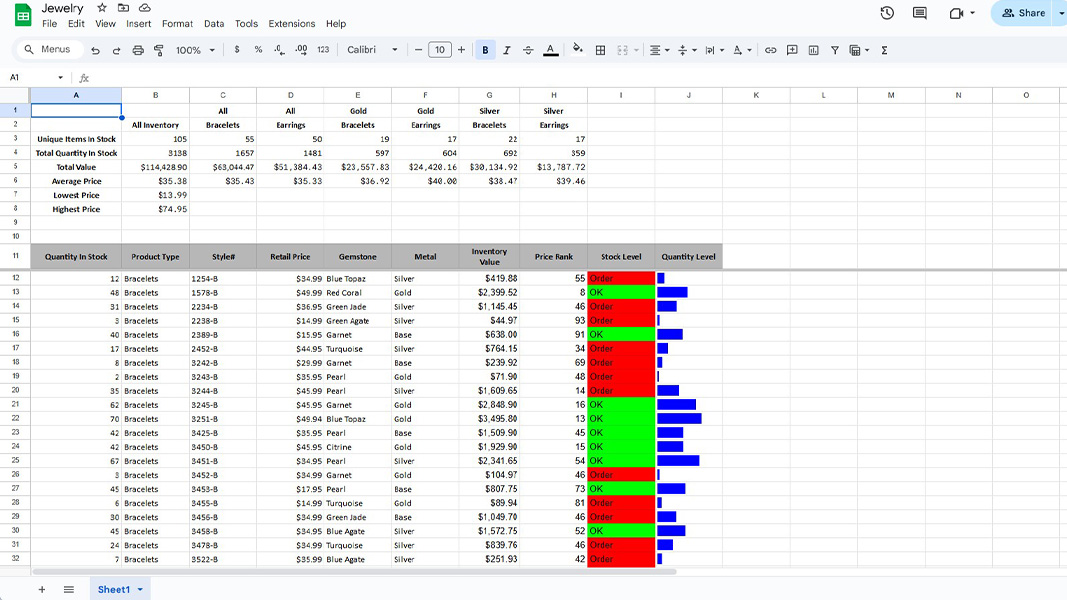 Jewelry
File Edit View Insert Format Data Tools Extensions Help
Share
Menus 100% $ % .0 .00 123 Calibri − 10 + B I A Σ
A1 fx
A B C D E F G H I J K L M N O
1 All All Gold Gold Silver Silver
2 All Inventory Bracelets Earrings Bracelets Earrings Bracelets Earrings
3 Unique Items In Stock 105 55 50 19 17 22 17
4 Total Quantity In Stock 3138 1657 1481 597 604 692 359
5 Total Value $114,428.90 $63,044.47 $51,384.43 $23,557.83 $24,420.16 $30,134.92 $13,787.72
6 Average Price $35.38 $35.43 $35.33 $36.92 $40.00 $38.47 $39.46
7 Lowest Price $13.99
8 Highest Price $74.95
9
10
11 Quantity In Stock Product Type Style# Retail Price Gemstone Metal Inventory Value Price Rank Stock Level Quantity Level
12 12 Bracelets 1254-B $34.99 Blue Topaz Silver $419.88 55 Order
13 48 Bracelets 1578-B $49.99 Red Coral Gold $2,399.52 8 OK
14 31 Bracelets 2234-B $36.95 Green Jade Silver $1,145.45 46 Order
15 3 Bracelets 2238-B $14.99 Green Agate Silver $44.97 93 Order
16 40 Bracelets 2389-B $15.95 Garnet Base $638.00 91 OK
17 17 Bracelets 2452-B $44.95 Turquoise Silver $764.15 34 Order
18 8 Bracelets 3242-B $29.99 Garnet Base $239.92 69 Order
19 2 Bracelets 3243-B $35.95 Pearl Gold $71.90 48 Order
20 35 Bracelets 3244-B $45.99 Pearl Silver $1,609.65 14 Order
21 62 Bracelets 3245-B $45.95 Garnet Gold $2,848.90 16 OK
22 70 Bracelets 3251-B $49.94 Blue Topaz Gold $3,495.80 13 OK
23 42 Bracelets 3425-B $35.95 Pearl Base $1,509.90 45 OK
24 42 Bracelets 3450-B $45.95 Citrine Gold $1,929.90 15 OK
25 67 Bracelets 3451-B $34.95 Pearl Silver $2,341.65 54 OK
26 3 Bracelets 3452-B $34.99 Garnet Gold $104.97 46 Order
27 45 Bracelets 3453-B $17.95 Pearl Base $807.75 73 OK
28 6 Bracelets 3455-B $14.99 Turquoise Gold $89.94 81 Order
29 30 Bracelets 3456-B $34.99 Green Jade Base $1,049.70 46 Order
30 45 Bracelets 3458-B $34.95 Blue Agate Silver $1,572.75 52 OK
31 24 Bracelets 3478-B $34.99 Turquoise Silver $839.76 46 Order
32 7 Bracelets 3522-B $35.99 Blue Agate Silver $251.93 42 Order
Sheet1